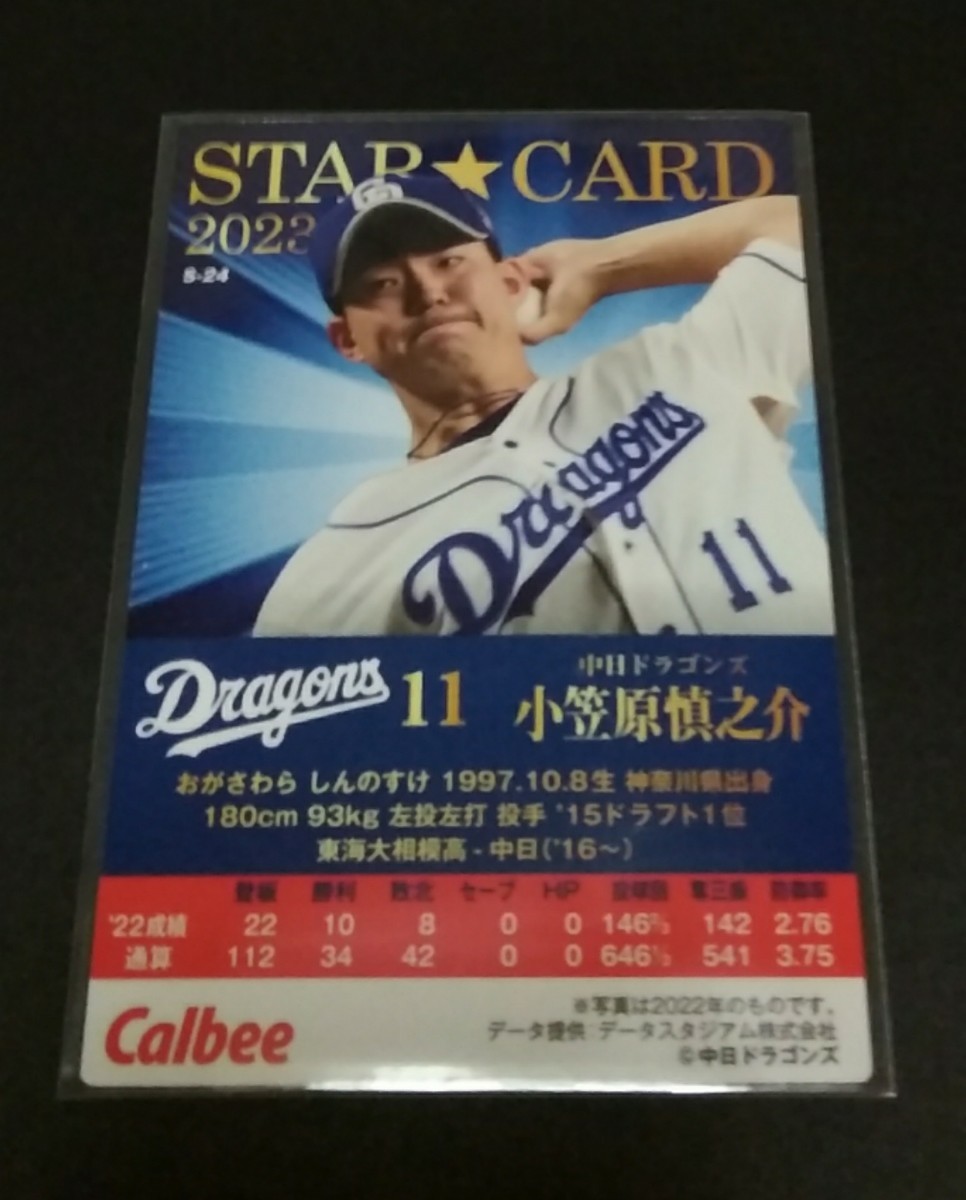 STAR★CARD
2023
S-24
Dragons
11
Dragons 11
中日ドラゴンズ
小笠原慎之介
おがさわら しんのすけ 1997.10.8生 神奈川県出身
180cm 93kg 左投左打 投手 '15ドラフト1位
東海大相模高 - 中日('16〜)
登板 勝利 敗北 セーブ HP 投球回 奪三振 防御率
'22成績 22 10 8 0 0 146⅔ 142 2.76
通算 112 34 42 0 0 541 3.75
Calbee
※写真は2022年のものです。
データ提供:データスタジアム株式会社
©中日ドラゴンズ